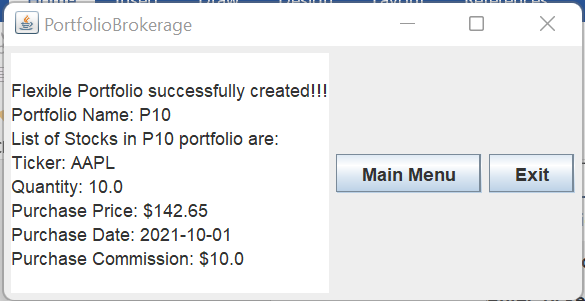 PortfolioBrokerage
Flexible Portfolio successfully created!!!
Portfolio Name: P10
List of Stocks in P10 portfolio are:
Ticker: AAPL
Quantity: 10.0
Purchase Price: $142.65
Purchase Date: 2021-10-01
Purchase Commission: $10.0
Main Menu
Exit